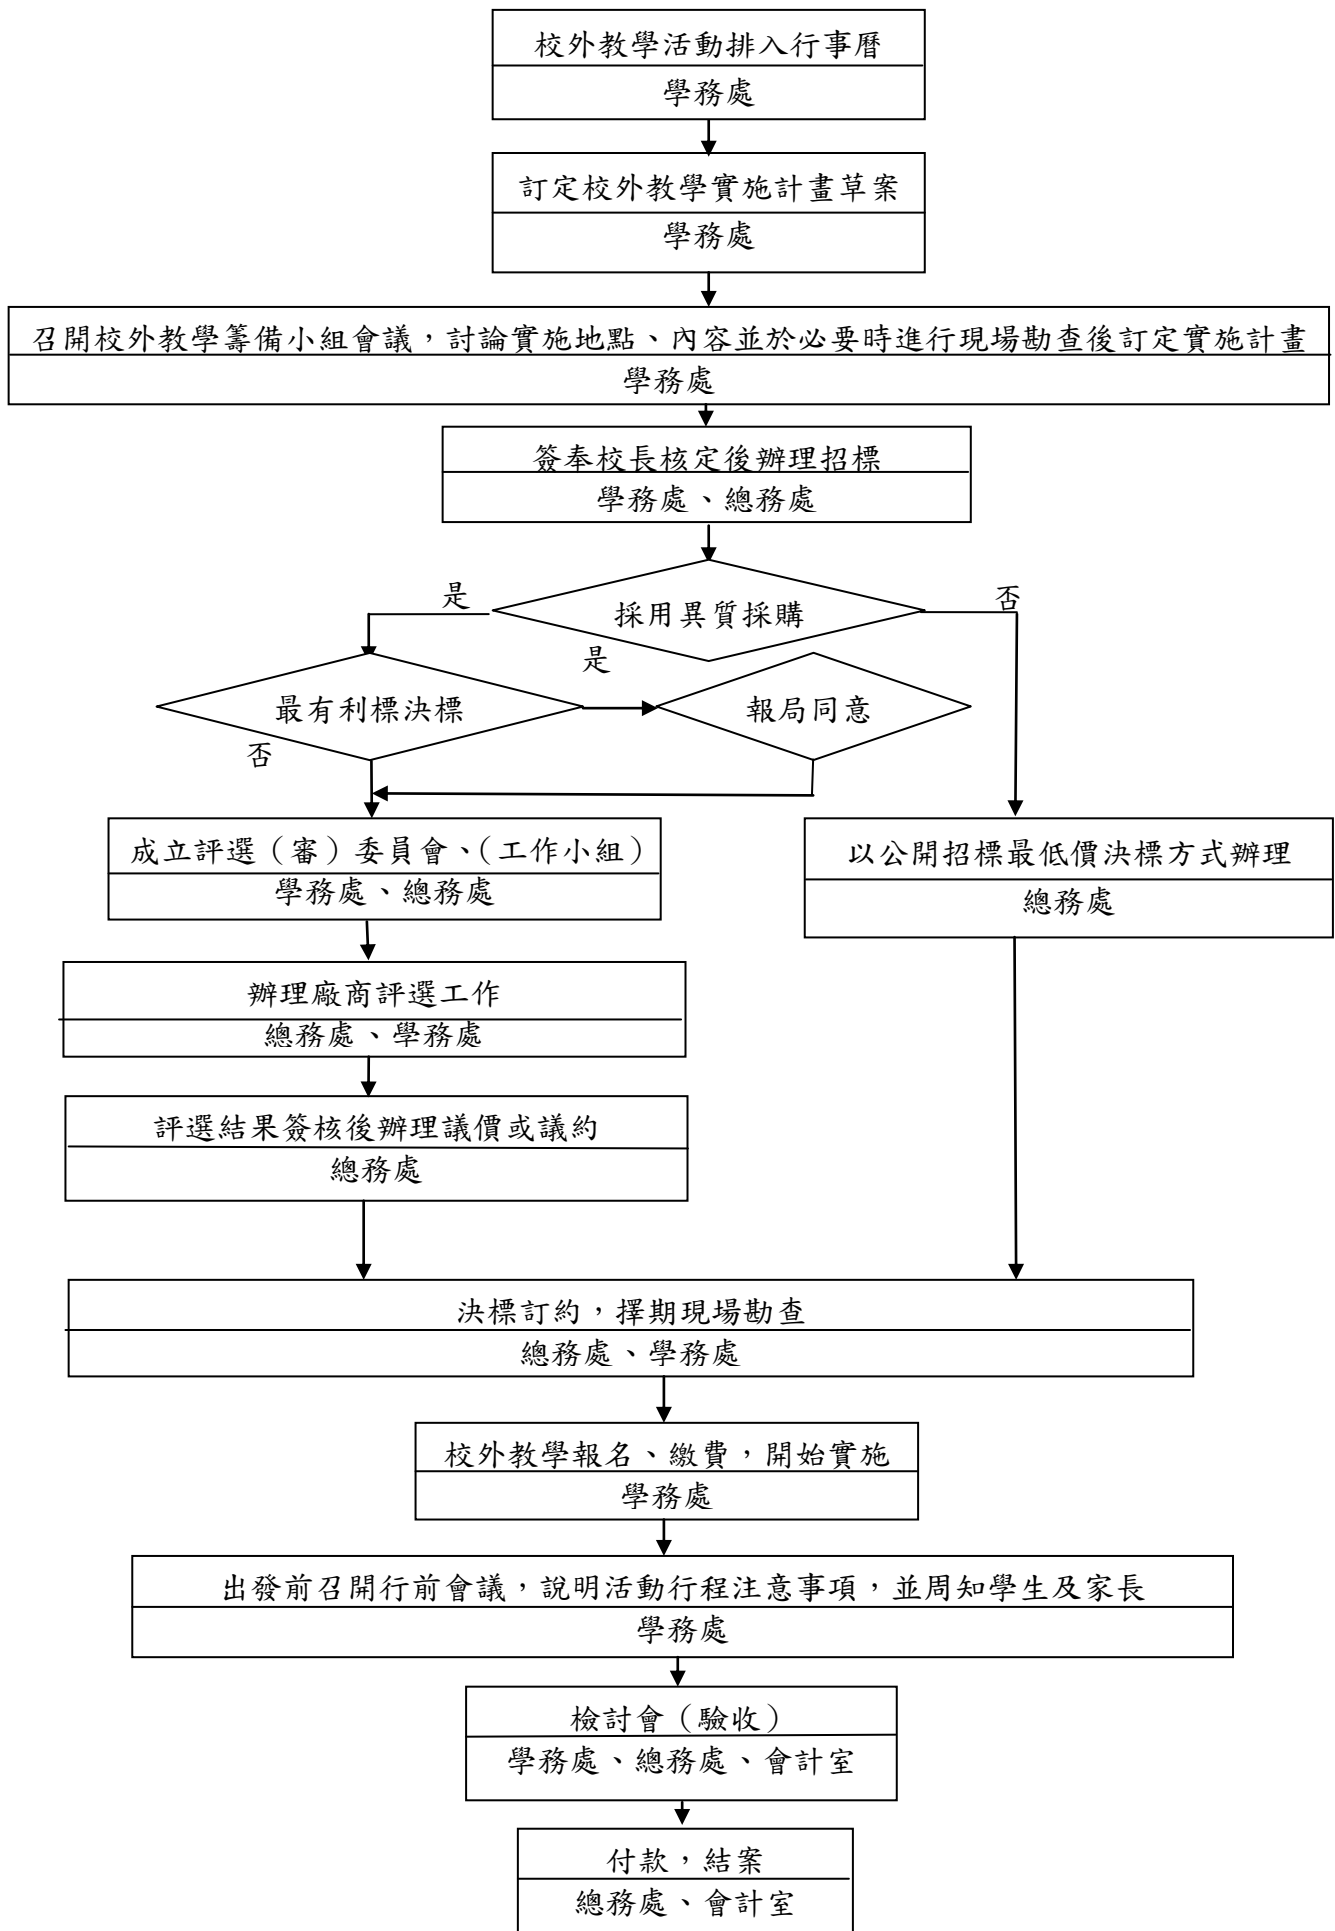 校外教學活動排入行事曆
學務處
訂定校外教學實施計畫草案
學務處
召開校外教學籌備小組會議，討論實施地點、內容並於必要時進行現場勘查後訂定實施計畫
學務處
簽奉校長核定後辦理招標
學務處、總務處
是
採用異質採購
否
最有利標決標
是
報局同意
否
成立評選（審）委員會、（工作小組）
學務處、總務處
以公開招標最低價決標方式辦理
總務處
辦理廠商評選工作
總務處、學務處
評選結果簽核後辦理議價或議約
總務處
決標訂約，擇期現場勘查
總務處、學務處
校外教學報名、繳費，開始實施
學務處
出發前召開行前會議，說明活動行程注意事項，並周知學生及家長
學務處
檢討會（驗收）
學務處、總務處、會計室
付款，結案
總務處、會計室